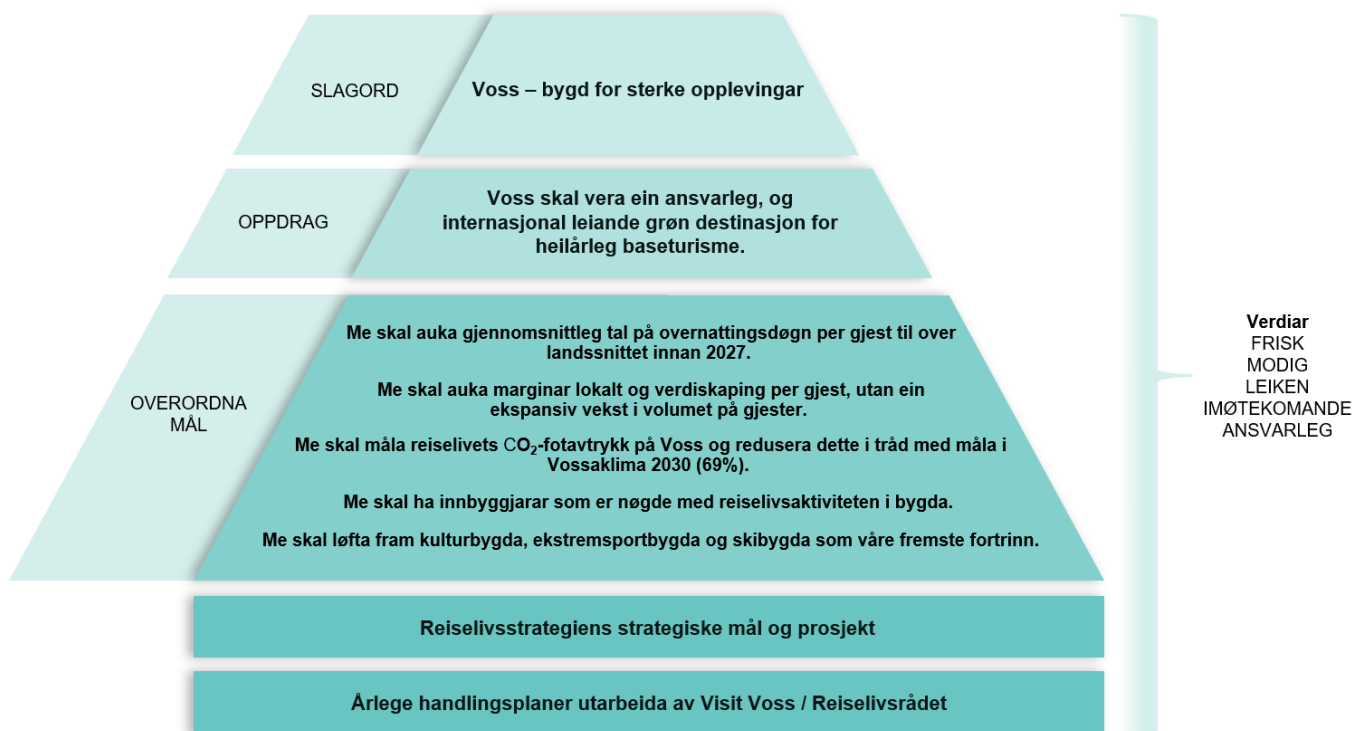 SLAGORD
Voss – bygd for sterke opplevingar
OPPDRAG
Voss skal vera ein ansvarleg, og
internasjonal leiande grøn destinasjon for
heilårleg baseturisme.
OVERORDNA
MÅL
Me skal auka gjennomsnittleg tal på overnattingsdøgn per gjest til over
landssnittet innan 2027.
Me skal auka marginar lokalt og verdiskaping per gjest, utan ein
ekspansiv vekst i volumet på gjester.
Me skal måla reiselivets CO₂-fotavtrykk på Voss og redusera dette i tråd med måla i
Vossaklima 2030 (69%).
Me skal ha innbyggjarar som er nøgde med reiselivsaktiviteten i bygda.
Me skal løfta fram kulturbygda, ekstremsportbygda og skibygda som våre fremste fortrinn.
Reiselivsstrategiens strategiske mål og prosjekt
Årlege handlingsplaner utarbeida av Visit Voss / Reiselivsrådet
Verdiar
FRISK
MODIG
LEIKEN
IMØTEKOMANDE
ANSVARLEG